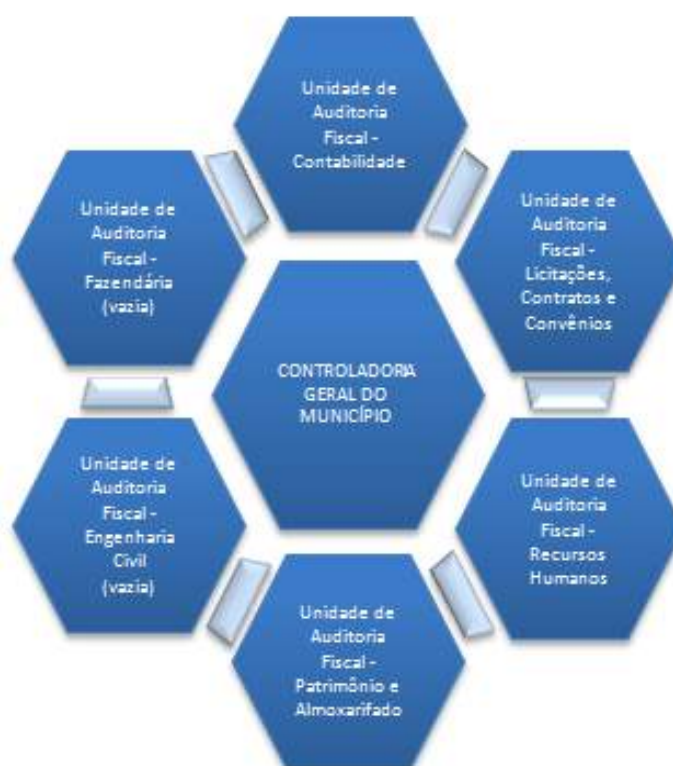 Unidade de
Auditoria
Fiscal -
Contabilidade
Unidade de
Auditoria
Fiscal -
Fazendária
(vazia)
Unidade de
Auditoria
Fiscal -
Licitações,
Contratos e
Convênios
CONTROLADORIA
GERAL DO
MUNICÍPIO
Unidade de
Auditoria
Fiscal -
Engenharia
Civil
(vazia)
Unidade de
Auditoria
Fiscal -
Recursos
Humanos
Unidade de
Auditoria
Fiscal -
Patrimônio e
Almoxarifado